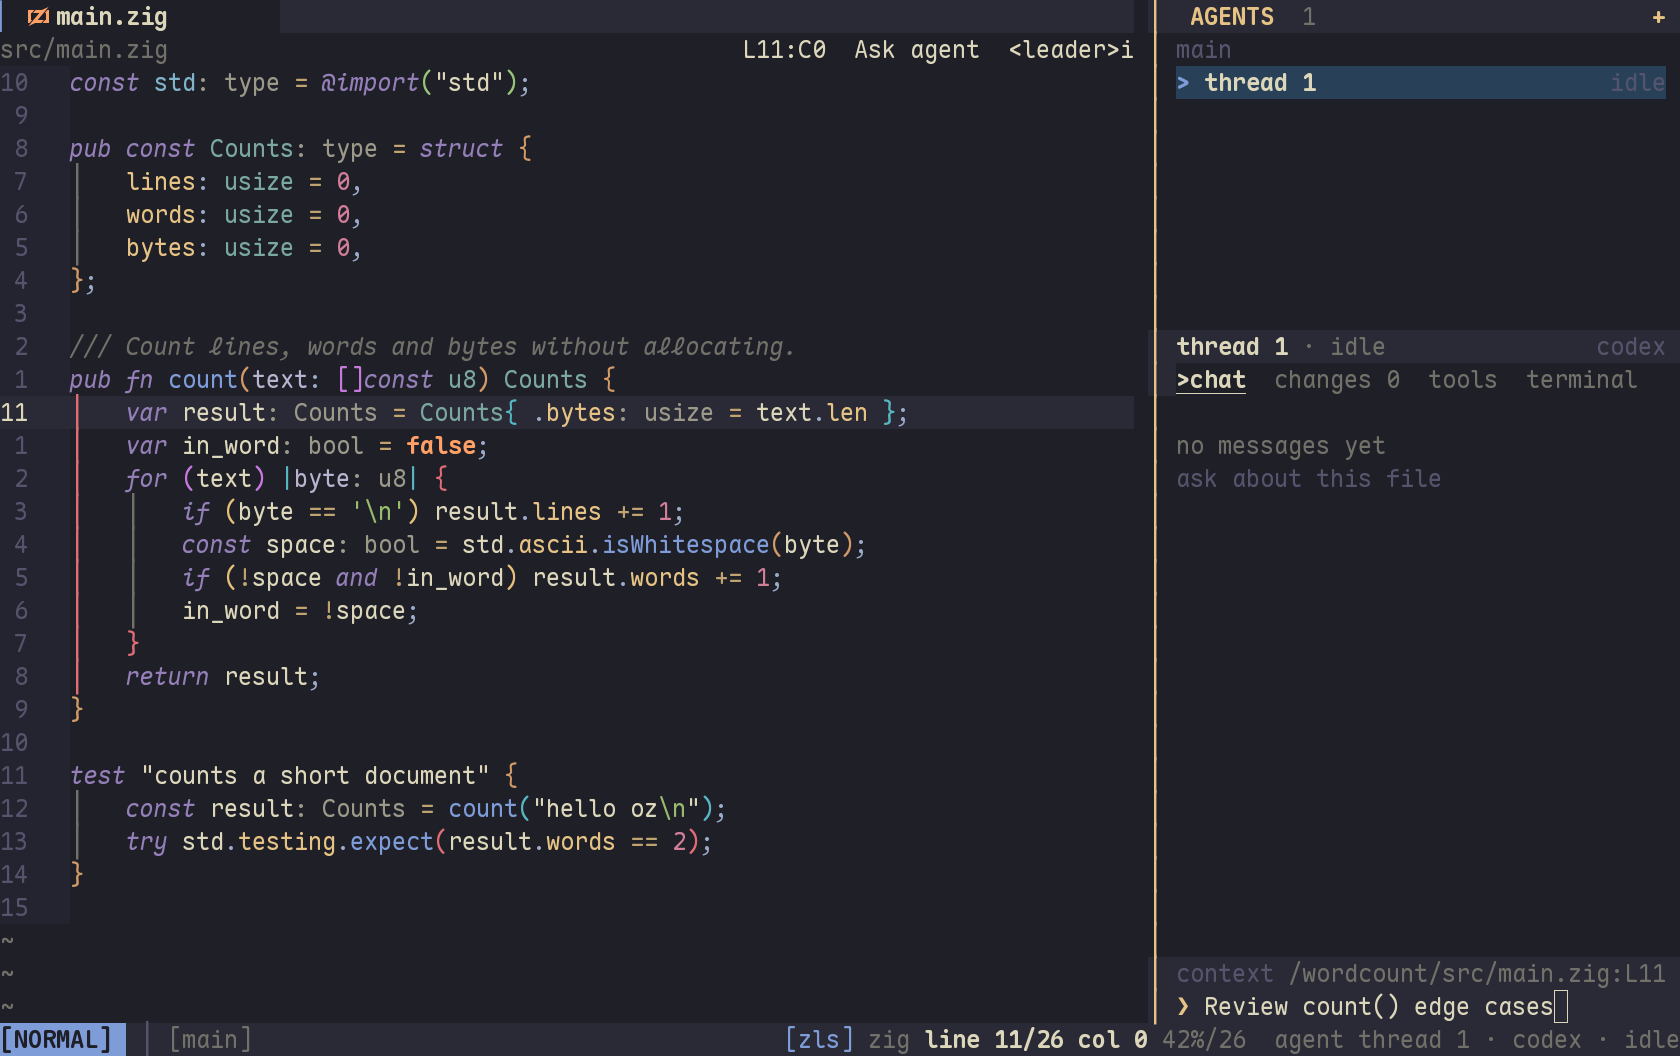 main.zig
src/main.zig L11:C0 Ask agent <leader>i
10 const std: type = @import("std");
9
8 pub const Counts: type = struct {
7 lines: usize = 0,
6 words: usize = 0,
5 bytes: usize = 0,
4 };
3
2 /// Count lines, words and bytes without allocating.
1 pub fn count(text: []const u8) Counts {
11 var result: Counts = Counts{ .bytes: usize = text.len };
1 var in_word: bool = false;
2 for (text) |byte: u8| {
3 if (byte == '\n') result.lines += 1;
4 const space: bool = std.ascii.isWhitespace(byte);
5 if (!space and !in_word) result.words += 1;
6 in_word = !space;
7 }
8 return result;
9 }
10
11 test "counts a short document" {
12 const result: Counts = count("hello oz\n");
13 try std.testing.expect(result.words == 2);
14 }
15
~
~
~
[NORMAL] [main] [zls] zig line 11/26 col 0 42%/26 agent thread 1 · codex · idle
AGENTS 1 +
main
> thread 1 idle
thread 1 · idle codex
>chat changes 0 tools terminal
no messages yet
ask about this file
context /wordcount/src/main.zig:L11
❯ Review count() edge cases